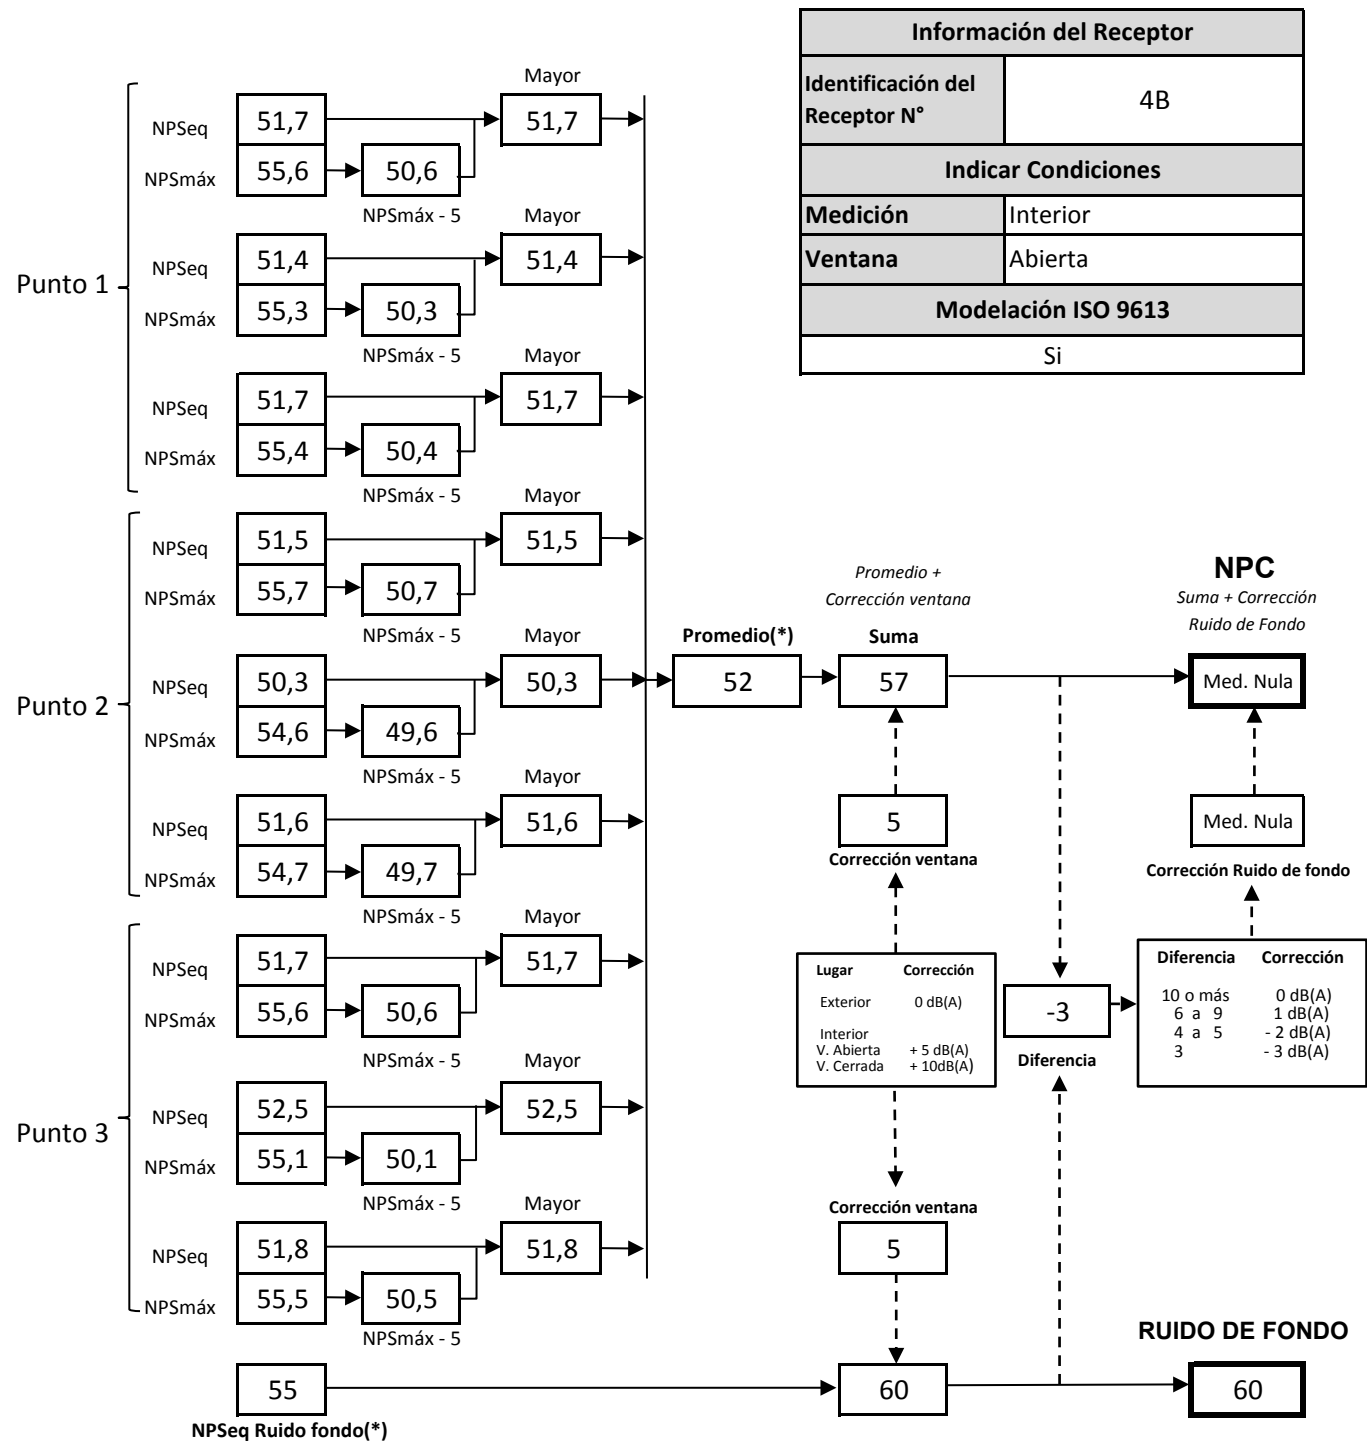 Información del Receptor
Identificación del
Receptor N°
4B
Indicar Condiciones
Medición Interior
Ventana Abierta
Modelación ISO 9613
Si
Punto 1
Mayor
NPSeq 51,7 51,7
NPSmáx 55,6 50,6
NPSmáx - 5 Mayor
NPSeq 51,4 51,4
NPSmáx 55,3 50,3
NPSmáx - 5 Mayor
NPSeq 51,7 51,7
NPSmáx 55,4 50,4
NPSmáx - 5 Mayor
Punto 2
NPSeq 51,5 51,5
NPSmáx 55,7 50,7
NPSmáx - 5 Mayor
NPSeq 50,3 50,3
NPSmáx 54,6 49,6
NPSmáx - 5 Mayor
NPSeq 51,6 51,6
NPSmáx 54,7 49,7
NPSmáx - 5 Mayor
Punto 3
NPSeq 51,7 51,7
NPSmáx 55,6 50,6
NPSmáx - 5 Mayor
NPSeq 52,5 52,5
NPSmáx 55,1 50,1
NPSmáx - 5 Mayor
NPSeq 51,8 51,8
NPSmáx 55,5 50,5
NPSmáx - 5
55
NPSeq Ruido fondo(*)
Promedio(*)
52
Promedio +
Corrección ventana
Suma
57
5
Corrección ventana
Lugar Corrección
Exterior 0 dB(A)
Interior
V. Abierta + 5 dB(A)
V. Cerrada + 10dB(A)
Corrección ventana
5
60
-3
Diferencia
NPC
Suma + Corrección
Ruido de Fondo
Med. Nula
Med. Nula
Corrección Ruido de fondo
Diferencia Corrección
10 o más 0 dB(A)
6 a 9 1 dB(A)
4 a 5 - 2 dB(A)
3 - 3 dB(A)
RUIDO DE FONDO
60